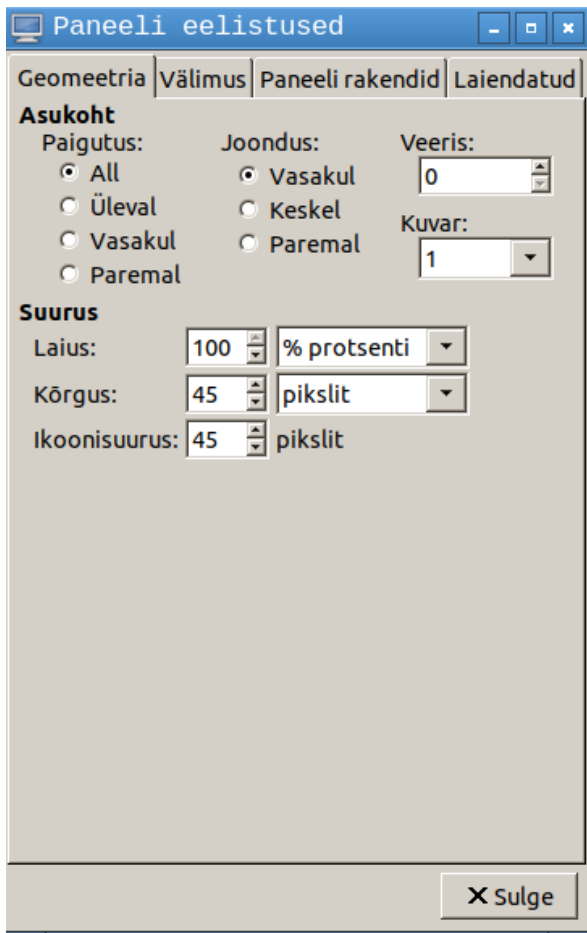 Paneeli eelistused
Geomeetria Välimus Paneeli rakendid Laiendatud
Asukoht
Paigutus: Joondus: Veeris:
All Vasakul 0
Üleval Keskel
Kuvar:
Vasakul Paremal 1
Paremal
Suurus
Laius: 100 % protsenti
Kõrgus: 45 pikslit
Ikoonisuurus: 45 pikslit
Sulge